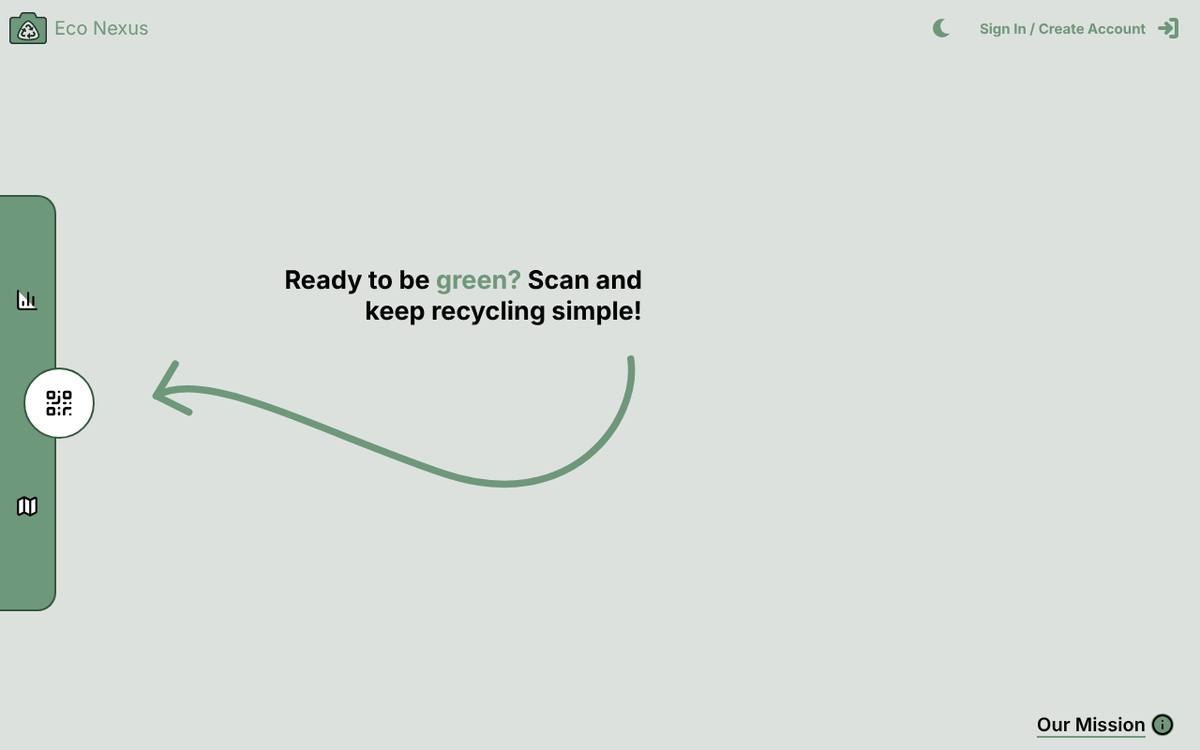 Eco Nexus
Sign In / Create Account
Ready to be green? Scan and
keep recycling simple!
Our Mission